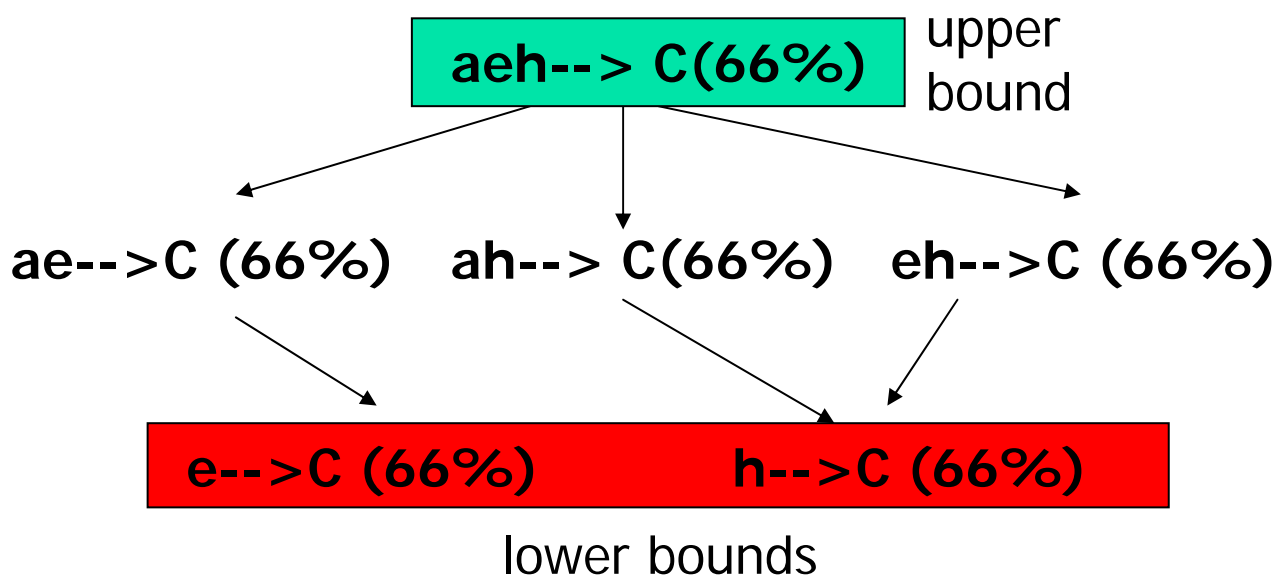 aeh--> C(66%)
upper
bound
ae-->C (66%)
ah--> C(66%)
eh-->C (66%)
e-->C (66%)
h-->C (66%)
lower bounds